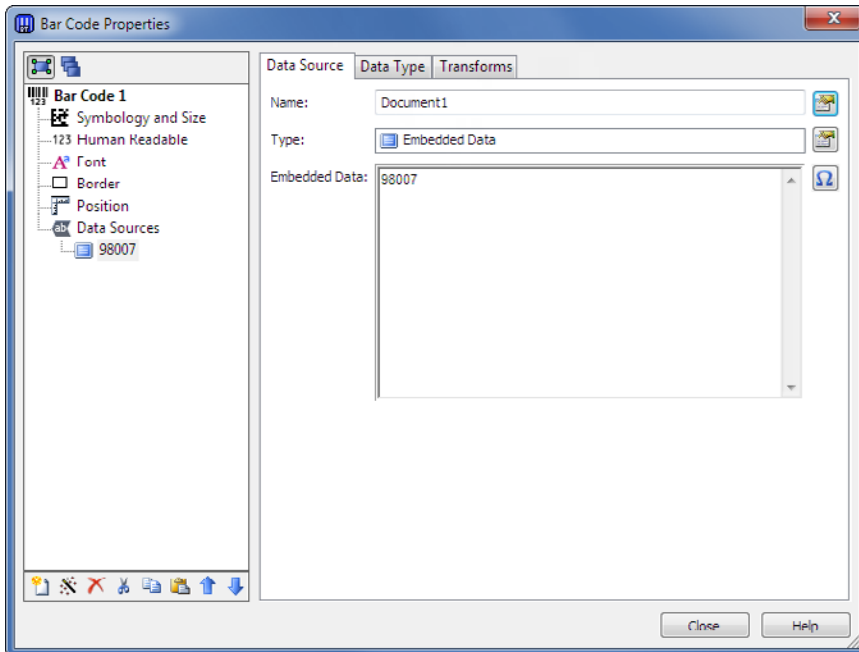 Bar Code Properties
Bar Code 1
Symbology and Size
123 Human Readable
Font
Border
Position
Data Sources
98007
Data Source
Data Type
Transforms
Name:
Document1
Type:
Embedded Data
Embedded Data:
98007
Close
Help